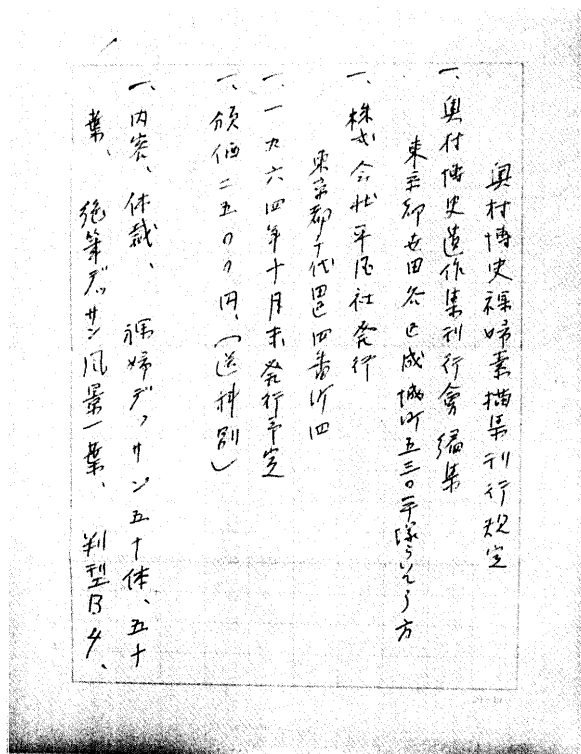 奥村博史裸婦素描集刊行規定
一、奥村博史遺作集刊行會編集
東京都世田谷区成城町五三〇平塚らいてう方
一、株式会社平凡社発行
東京都千代田区四番町四
一、一九六四年十月末発行予定
一、頒価二五〇〇円、（送料別）
一、内容、体裁、　裸婦デッサン五十体、五十
葉、　絶筆デッサン風景一葉、　判型B4、